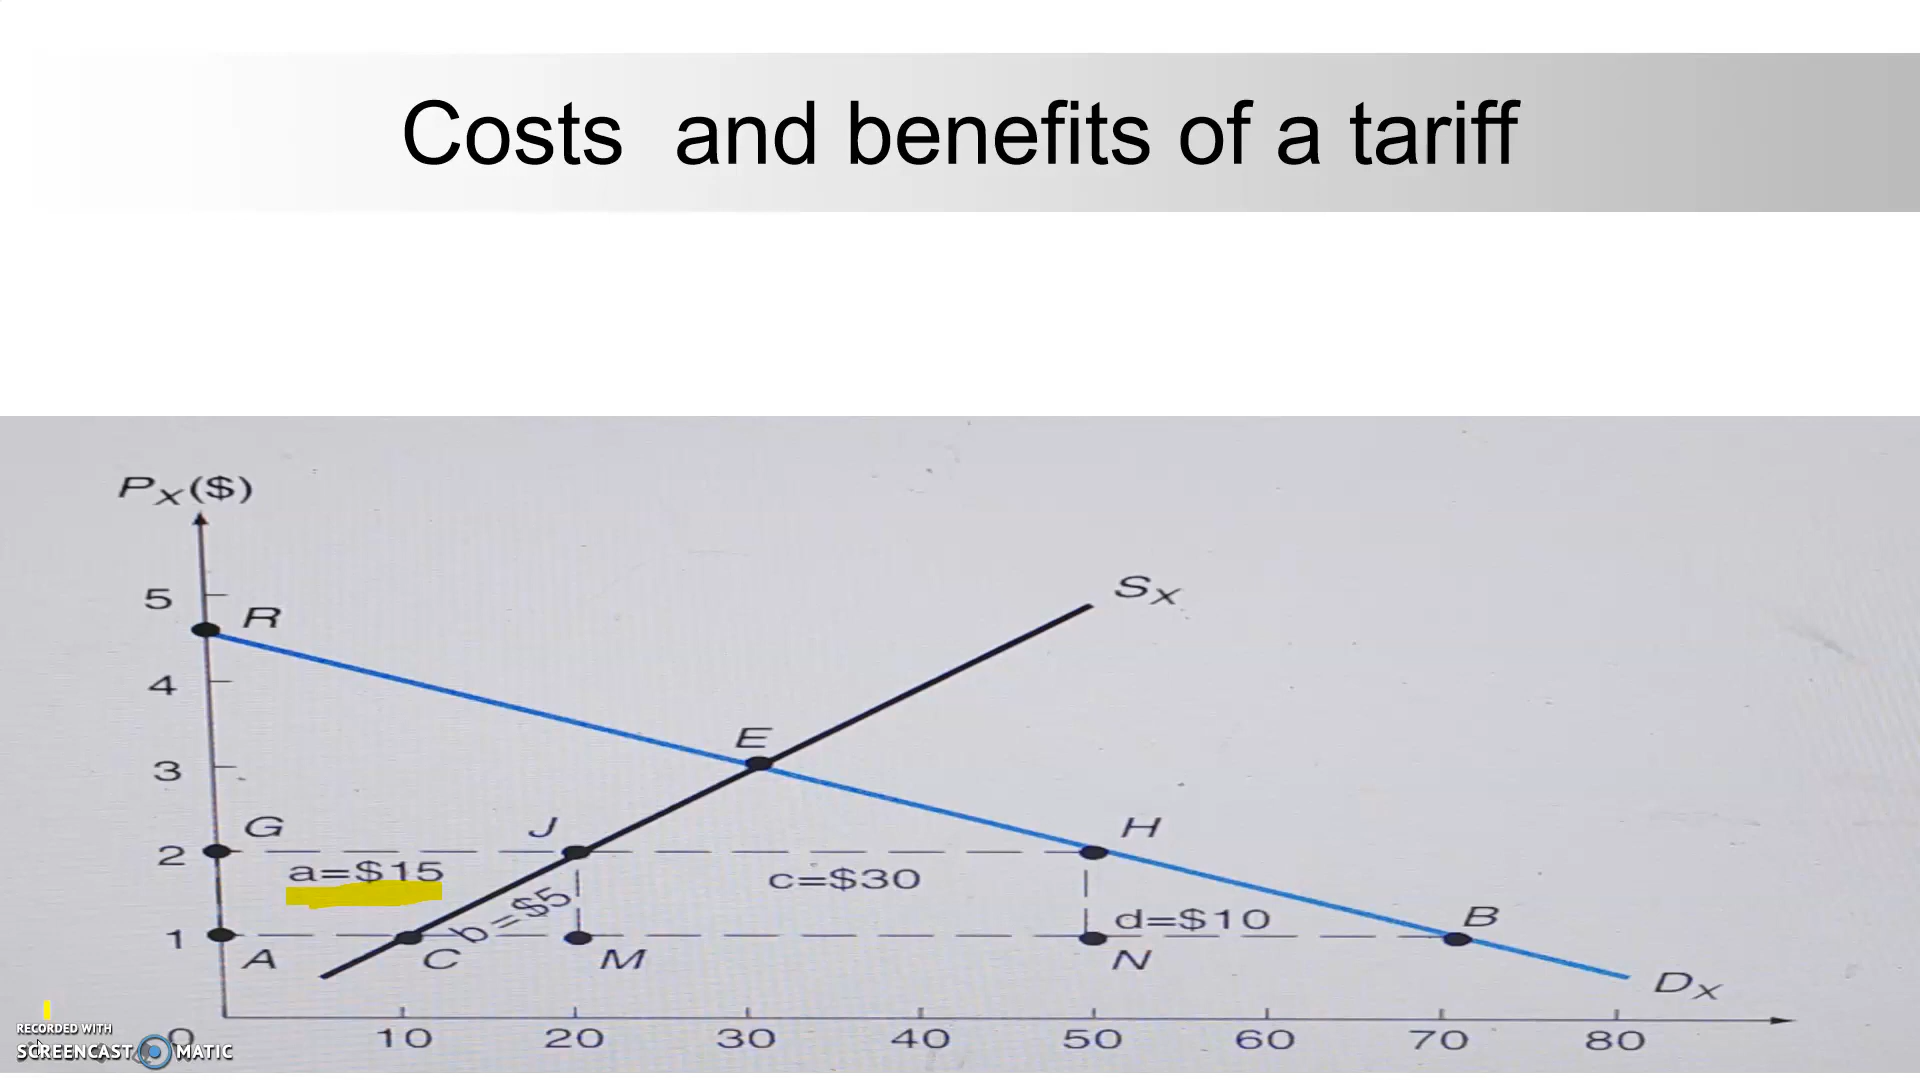 Costs and benefits of a tariff
Px($)
5
R
Sx
4
E
3
G
J
H
2
a=$15
c=$30
b=$5
d=$10
B
1
A
C
M
N
Dx
0
10
20
30
40
50
60
70
80
RECORDED WITH
SCREENCAST MATIC